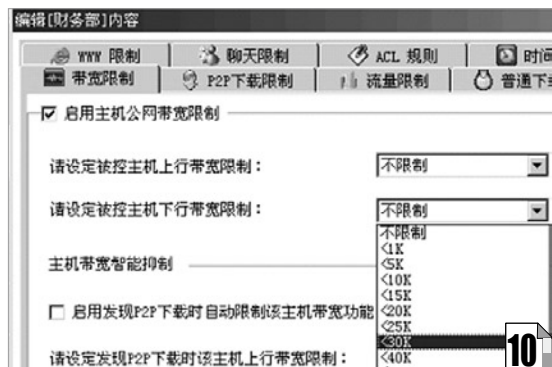 编辑[财务部]内容
WWW 限制 聊天限制 ACL 规则 时间
带宽限制 P2P下载限制 流量限制 普通下载
启用主机公网带宽限制
请设定被控主机上行带宽限制： 不限制
请设定被控主机下行带宽限制： 不限制
不限制
<1K
<5K
主机带宽智能抑制
<10K
<15K
启用发现P2P下载时自动限制该主机带宽功能 <20K
<25K
<30K
请设定发现P2P下载时该主机上行带宽限制： <40K
10